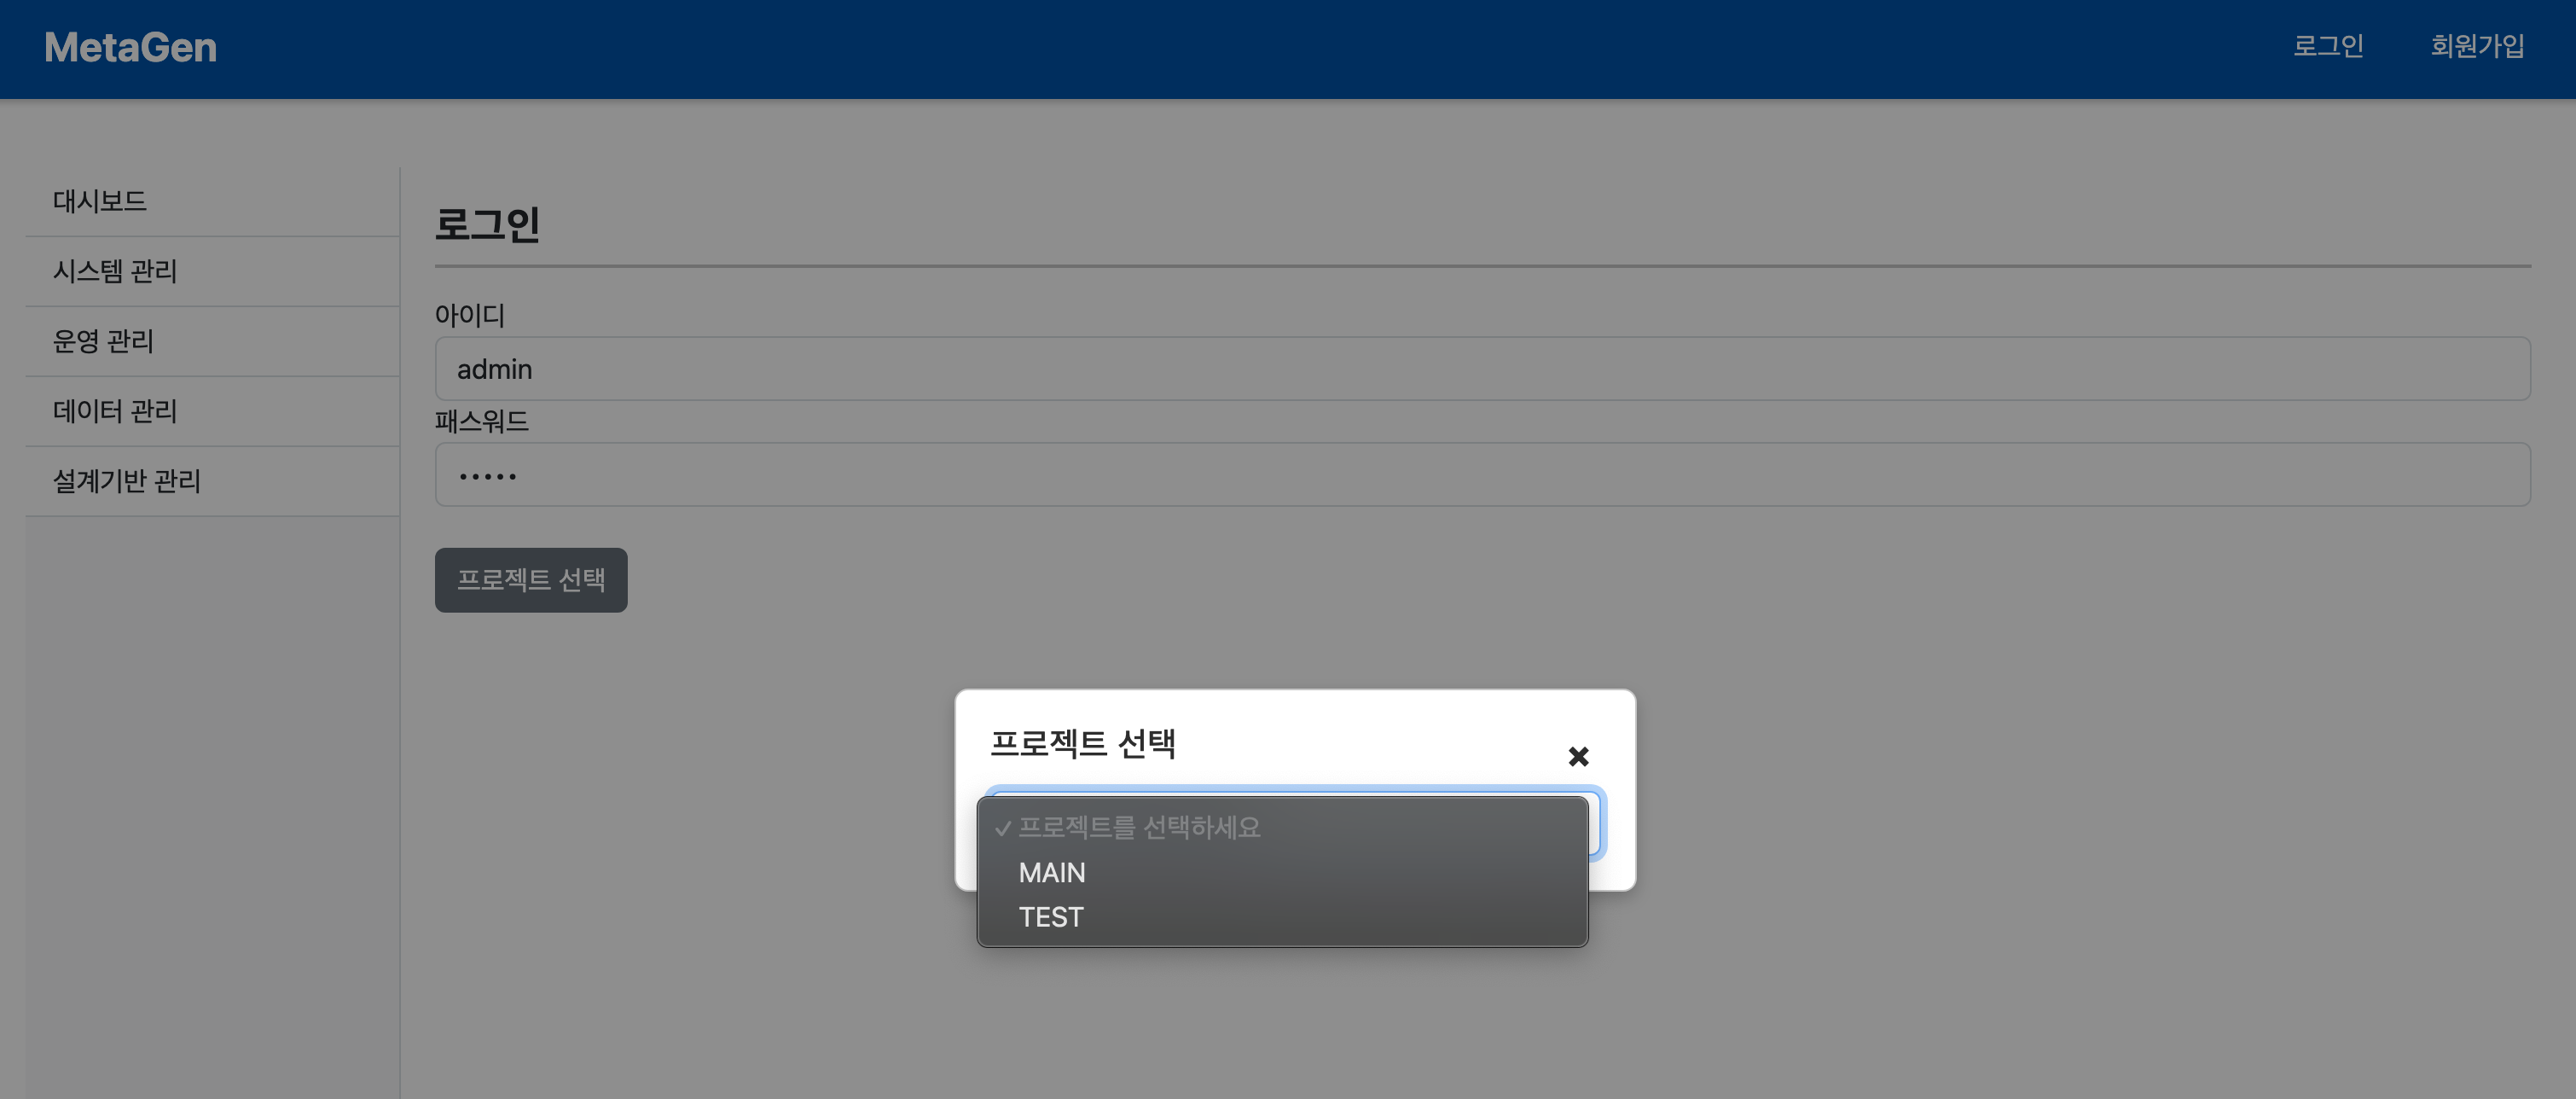 MetaGen
로그인
회원가입
대시보드
시스템 관리
운영 관리
데이터 관리
설계기반 관리
로그인
아이디
admin
패스워드
•••••
프로젝트 선택
프로젝트 선택
프로젝트를 선택하세요
MAIN
TEST